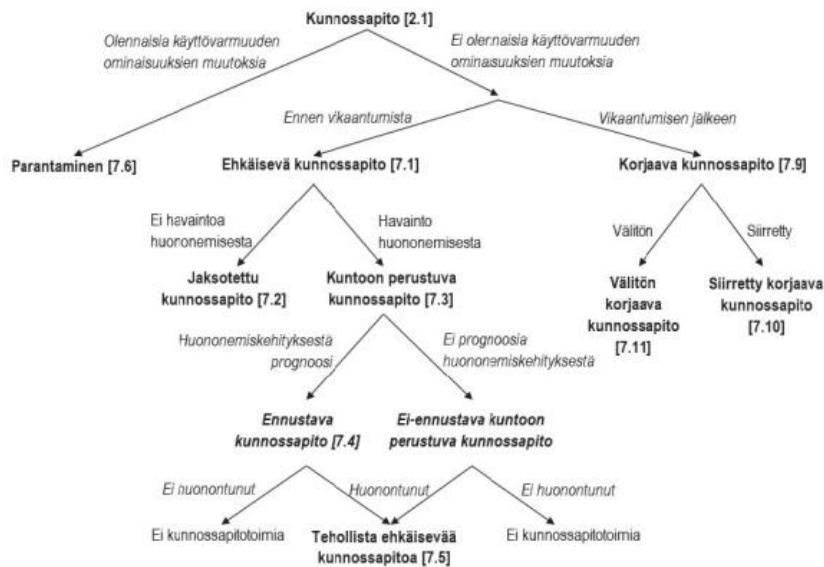 Kunnossapito [2.1]
Olennaisia käyttövarmuuden
ominaisuuksien muutoksia
Ei olennaisia käyttövarmuuden
ominaisuuksien muutoksia
Ennen vikaantumista
Vikaantumisen jälkeen
Parantaminen [7.6]
Ehkäisevä kunnossapito [7.1]
Korjaava kunnossapito [7.9]
Ei havaintoa
huononemisesta
Havainto
huononemisesta
Välitön
Siirretty
Jaksotettu
kunnossapito [7.2]
Kuntoon perustuva
kunnossapito [7.3]
Välitön
korjaava
kunnossapito
[7.11]
Siirretty korjaava
kunnossapito
[7.10]
Huononemiskehityksestä
prognoosi
Ei prognoosia
huononemiskehityksestä
Ennustava
kunnossapito [7.4]
Ei-ennustava kuntoon
perustuva kunnossapito
Ei huonontunut
Huonontunut
Ei huonontunut
Ei kunnossapitotoimia
Tehollista ehkäisevää
kunnossapitoa [7.5]
Ei kunnossapitotoimia